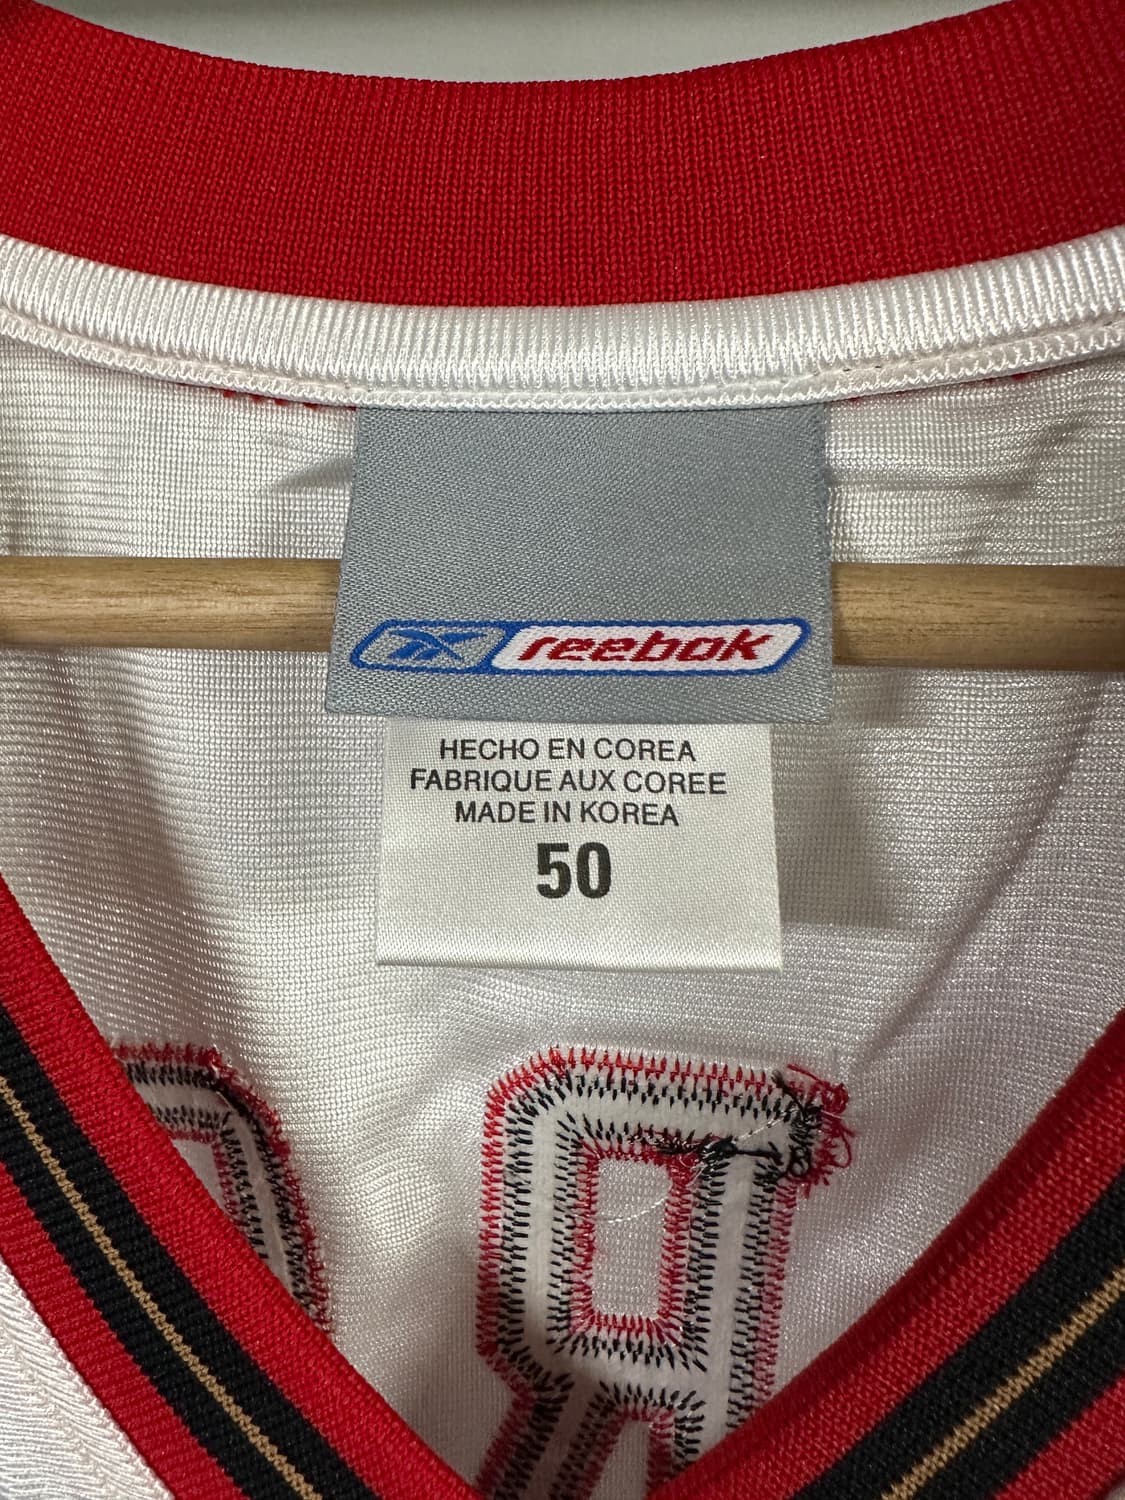 reebok
HECHO EN COREA
FABRIQUE AUX COREE
MADE IN KOREA
50
R